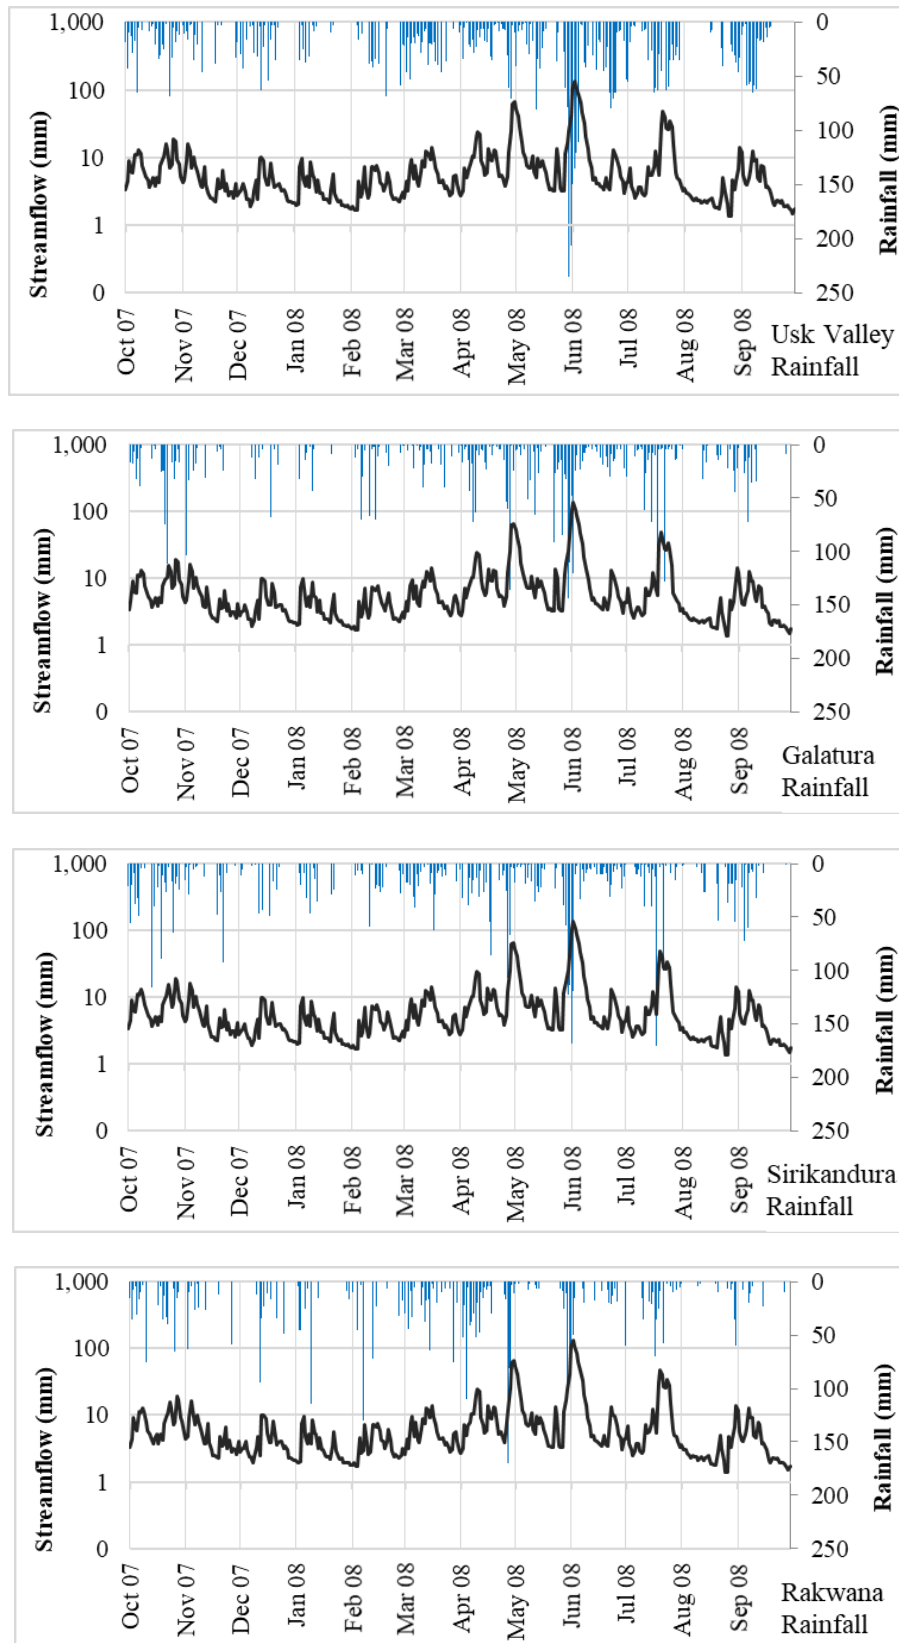 1,000
100
10
1
0
Streamflow (mm)
0
50
100
150
200
250
Rainfall (mm)
Oct 07
Nov 07
Dec 07
Jan 08
Feb 08
Mar 08
Apr 08
May 08
Jun 08
Jul 08
Aug 08
Sep 08
Usk Valley
Rainfall
1,000
100
10
1
0
Streamflow (mm)
0
50
100
150
200
250
Rainfall (mm)
Oct 07
Nov 07
Dec 07
Jan 08
Feb 08
Mar 08
Apr 08
May 08
Jun 08
Jul 08
Aug 08
Sep 08
Galatura
Rainfall
1,000
100
10
1
0
Streamflow (mm)
0
50
100
150
200
250
Rainfall (mm)
Oct 07
Nov 07
Dec 07
Jan 08
Feb 08
Mar 08
Apr 08
May 08
Jun 08
Jul 08
Aug 08
Sep 08
Sirikandura
Rainfall
1,000
100
10
1
0
Streamflow (mm)
0
50
100
150
200
250
Rainfall (mm)
Oct 07
Nov 07
Dec 07
Jan 08
Feb 08
Mar 08
Apr 08
May 08
Jun 08
Jul 08
Aug 08
Sep 08
Rakwana
Rainfall